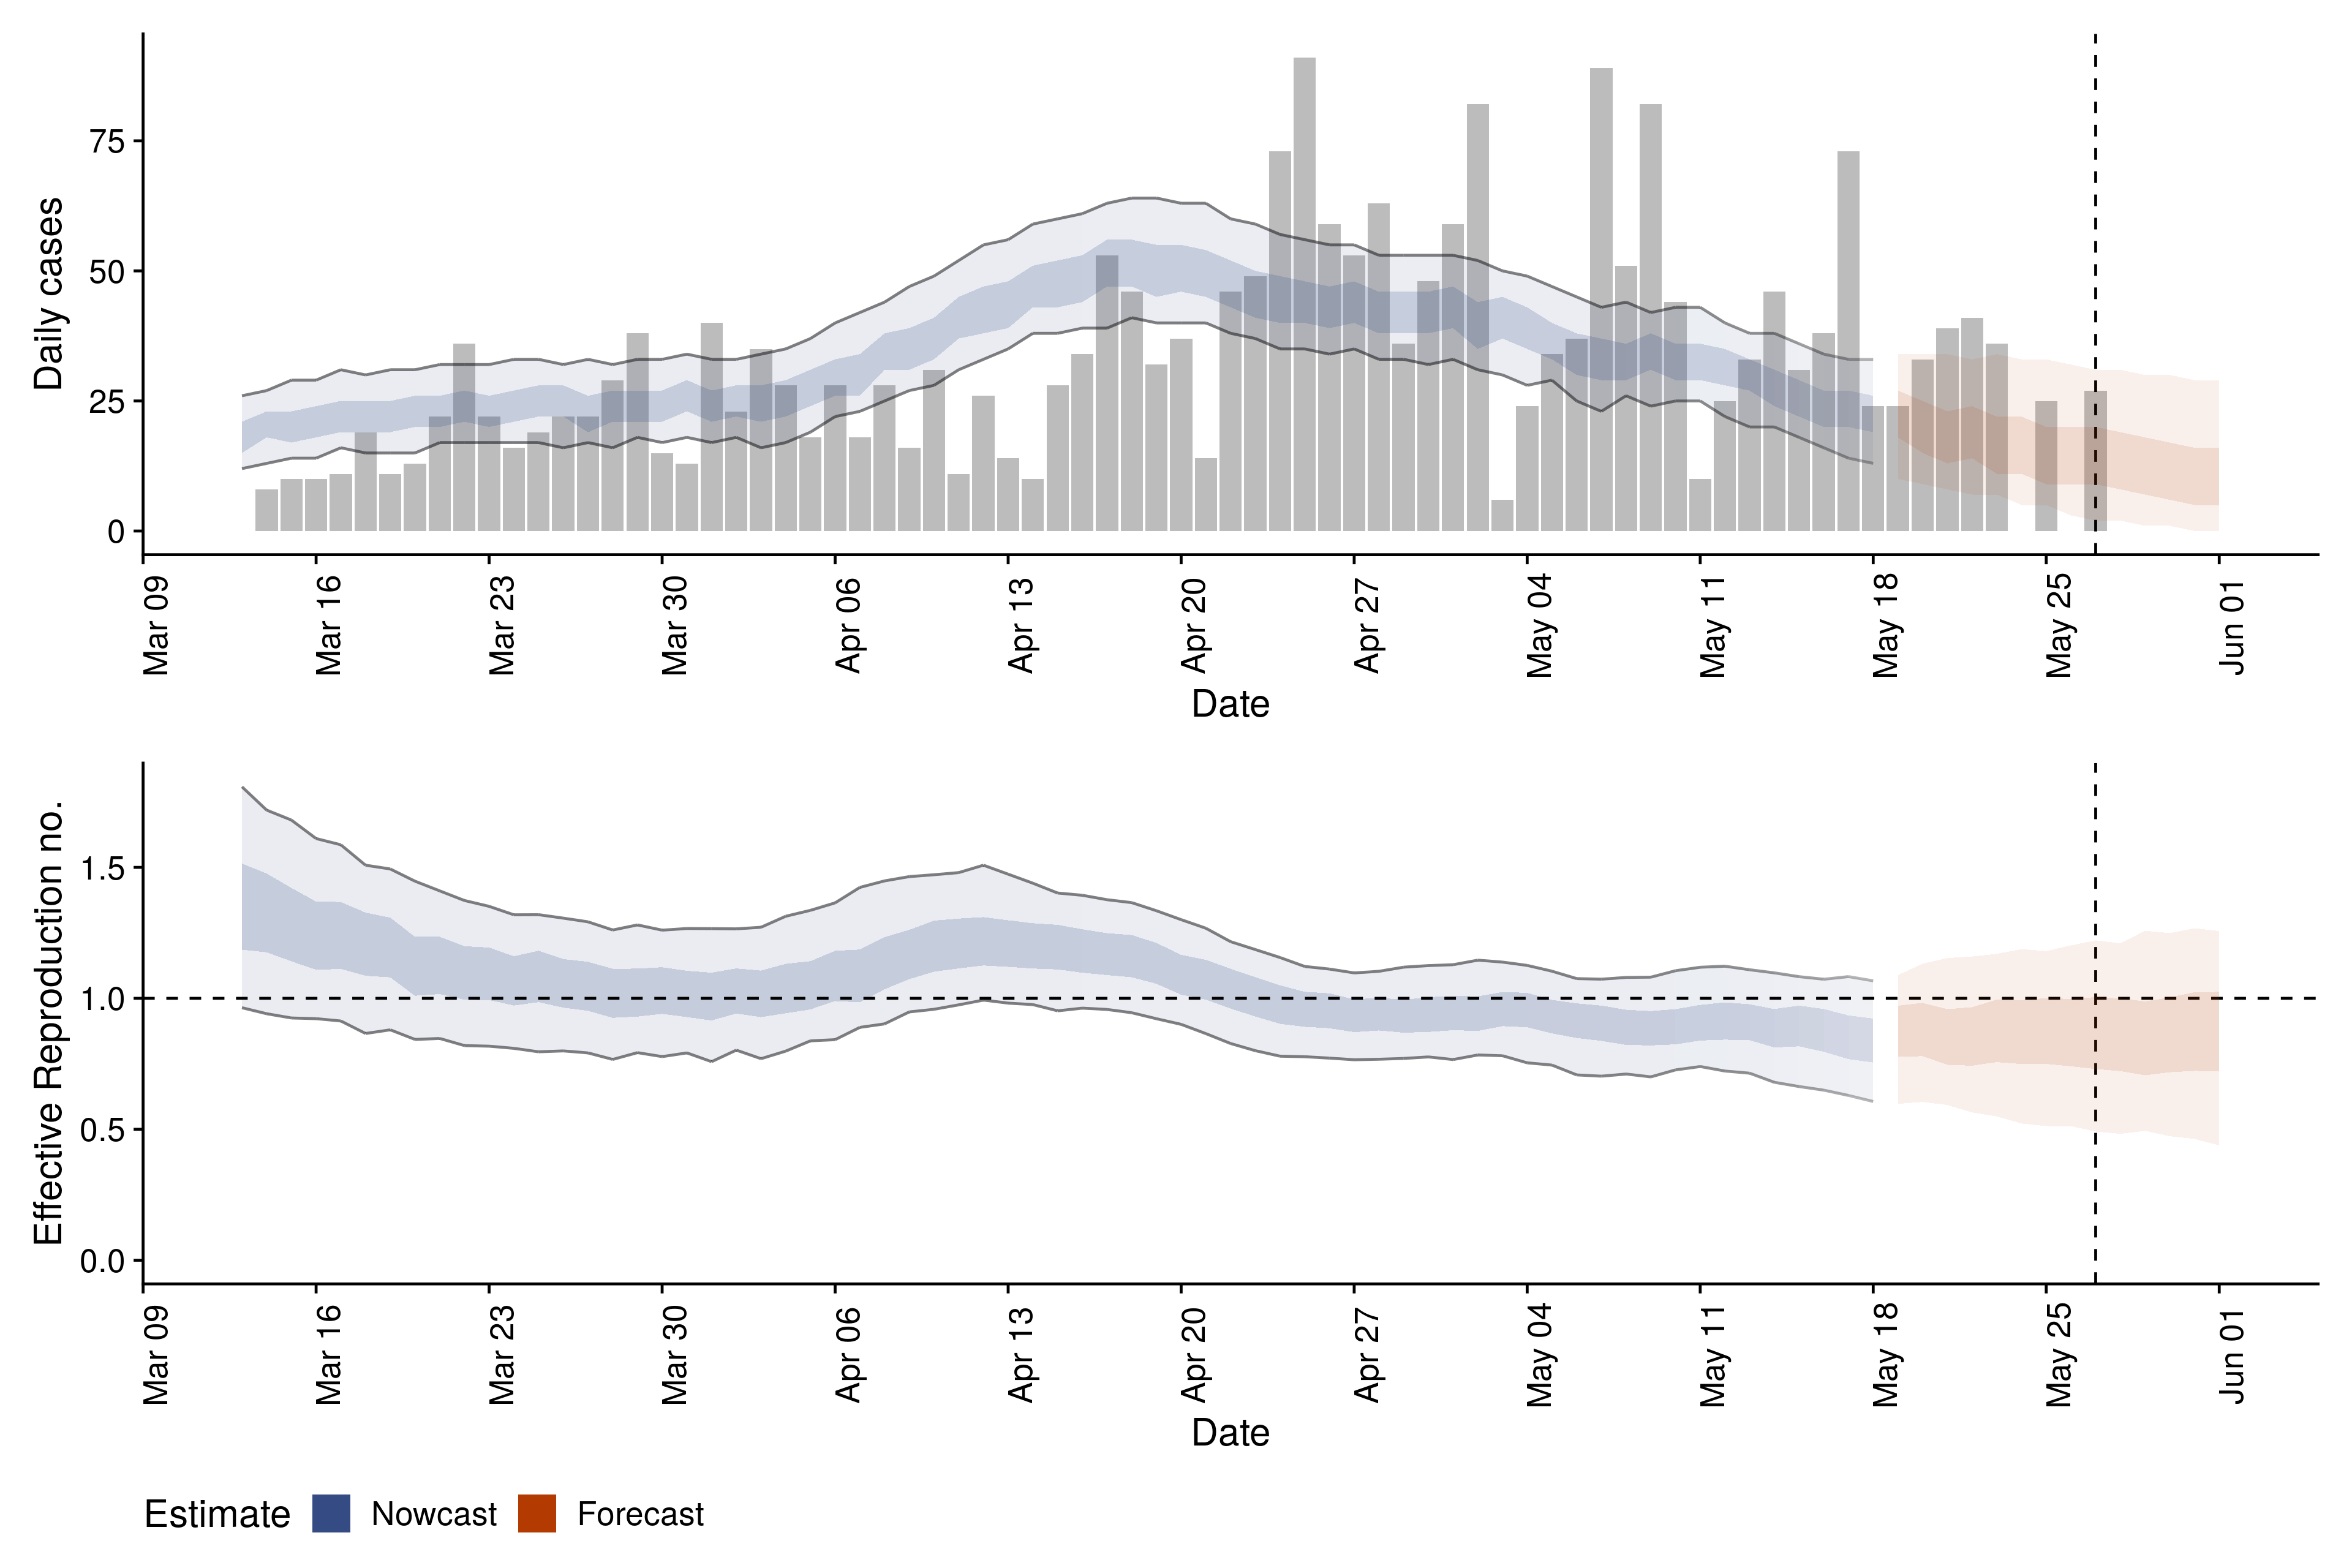 Daily cases
75
50
25
0
Mar 09
Mar 16
Mar 23
Mar 30
Apr 06
Apr 13
Apr 20
Apr 27
May 04
May 11
May 18
May 25
Jun 01
Date
Effective Reproduction no.
1.5
1.0
0.5
0.0
Mar 09
Mar 16
Mar 23
Mar 30
Apr 06
Apr 13
Apr 20
Apr 27
May 04
May 11
May 18
May 25
Jun 01
Date
Estimate Nowcast Forecast